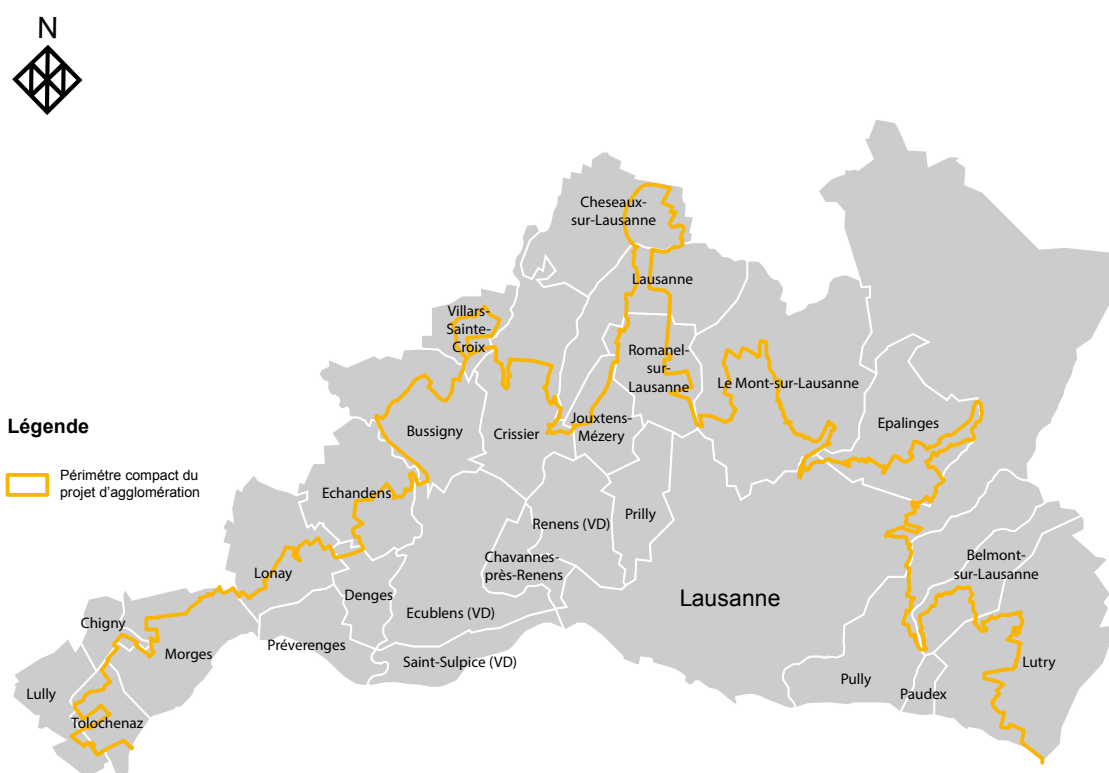 N
Cheseaux-
sur-Lausanne
Lausanne
Villars-
Sainte-
Croix
Romanel-
sur-
Lausanne
Le Mont-sur-Lausanne
Légende
Périmétre compact du
projet d'agglomération
Bussigny
Crissier
Jouxtens-
Mézery
Epalinges
Echandens
Renens (VD)
Prilly
Chavannes-
près-Renens
Belmont-
sur-Lausanne
Lonay
Denges
Ecublens (VD)
Lausanne
Chigny
Morges
Préverenges
Saint-Sulpice (VD)
Lully
Tolochenaz
Pully
Paudex
Lutry